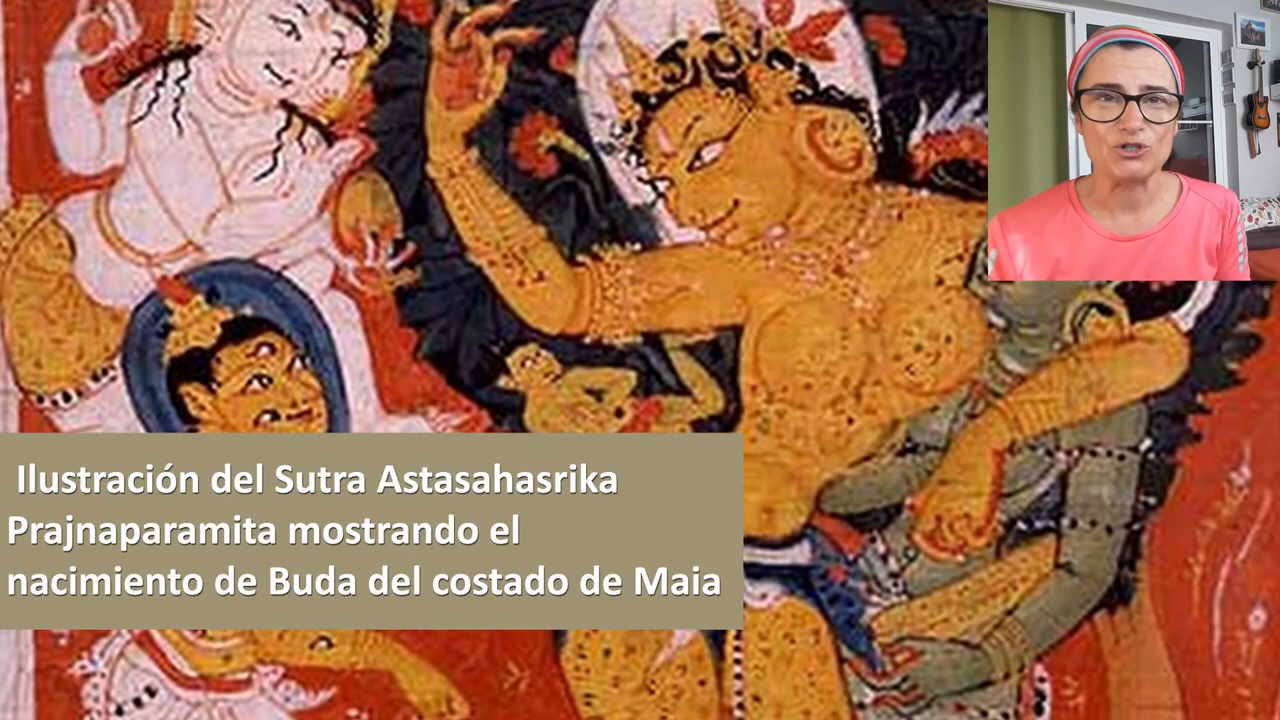 Ilustración del Sutra Astasahasrika
Prajnaparamita mostrando el
nacimiento de Buda del costado de Maia